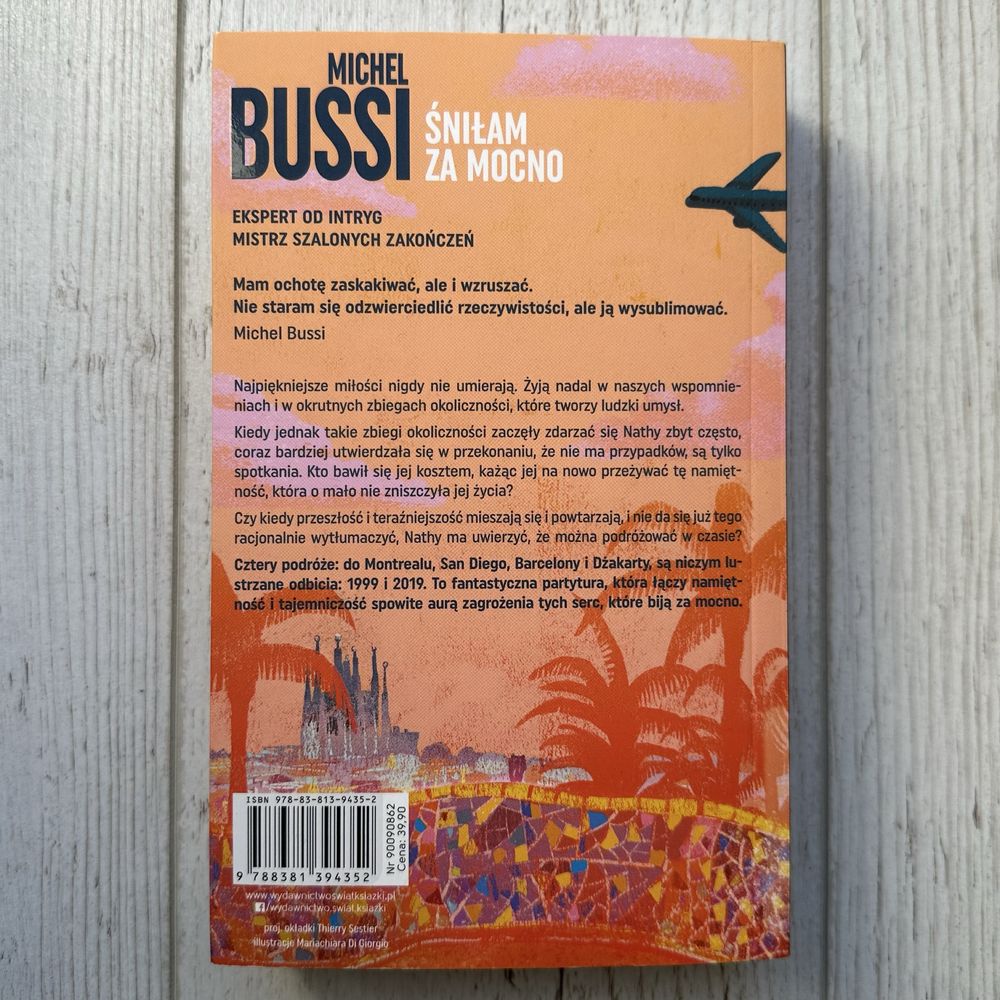 MICHEL
BUSSI
ŚNIŁAM
ZA MOCNO
EKSPERT OD INTRYG
MISTRZ SZALONYCH ZAKOŃCZEŃ
Mam ochotę zaskakiwać, ale i wzruszać.
Nie staram się odzwierciedlić rzeczywistości, ale ją wysublimować.
Michel Bussi
Najpiękniejsze miłości nigdy nie umierają. Żyją nadal w naszych wspomnie-
niach i w okrutnych zbiegach okoliczności, które tworzy ludzki umysł.
Kiedy jednak takie zbiegi okoliczności zaczęły zdarzać się Nathy zbyt często,
coraz bardziej utwierdzała się w przekonaniu, że nie ma przypadków, są tylko
spotkania. Kto bawił się jej kosztem, każąc jej na nowo przeżywać tę namięt-
ność, która o mało nie zniszczyła jej życia?
Czy kiedy przeszłość i teraźniejszość mieszają się i powtarzają, i nie da się już tego
racjonalnie wytłumaczyć, Nathy ma uwierzyć, że można podróżować w czasie?
Cztery podróże: do Montrealu, San Diego, Barcelony i Dżakarty, są niczym lu-
strzane odbicia: 1999 i 2019. To fantastyczna partytura, która łączy namięt-
ność i tajemniczość spowite aurą zagrożenia tych serc, które biją za mocno.
ISBN 978-83-813-9435-2
9 788381 394352
Nr 90090862
Cena: 39,90
www.wydawnictwoswiatksiazki.pl
/wydawnictwo.swiat.ksiazki
proj. okładki Thierry Sestier
ilustracje Mariachiara Di Giorgio